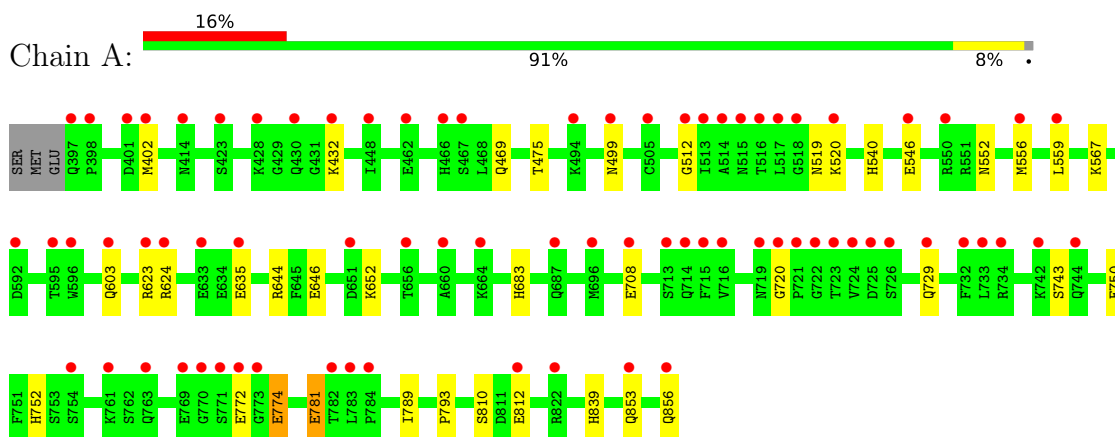 16%
Chain A:
91% 8% •
SER MET GLU Q397 P398 D401 M402 N414 S423 K428 G429 Q430 G431 K432 I448 E462 H466 S467 L468 Q469 T475 K494 N499 C505 G512 I513 A514 N515 T516 L517 G518 N519 K520 H540 E546 R550 R551 N552 M556 L559 K567
D592 T595 W596 Q603 R623 R624 E633 E634 E635 R644 F645 E646 D651 K652 T656 A660 K664 H683 Q687 M696 E708 S713 Q714 F715 V716 N719 G720 P721 G722 T723 V724 D725 S726 Q729 F732 L733 R734 K742 S743 Q744 E750
F751 H752 S753 S754 K761 S762 Q763 E769 G770 S771 E772 G773 E774 E781 T782 L783 P784 I789 P793 S810 D811 E812 R822 H839 Q853 Q856